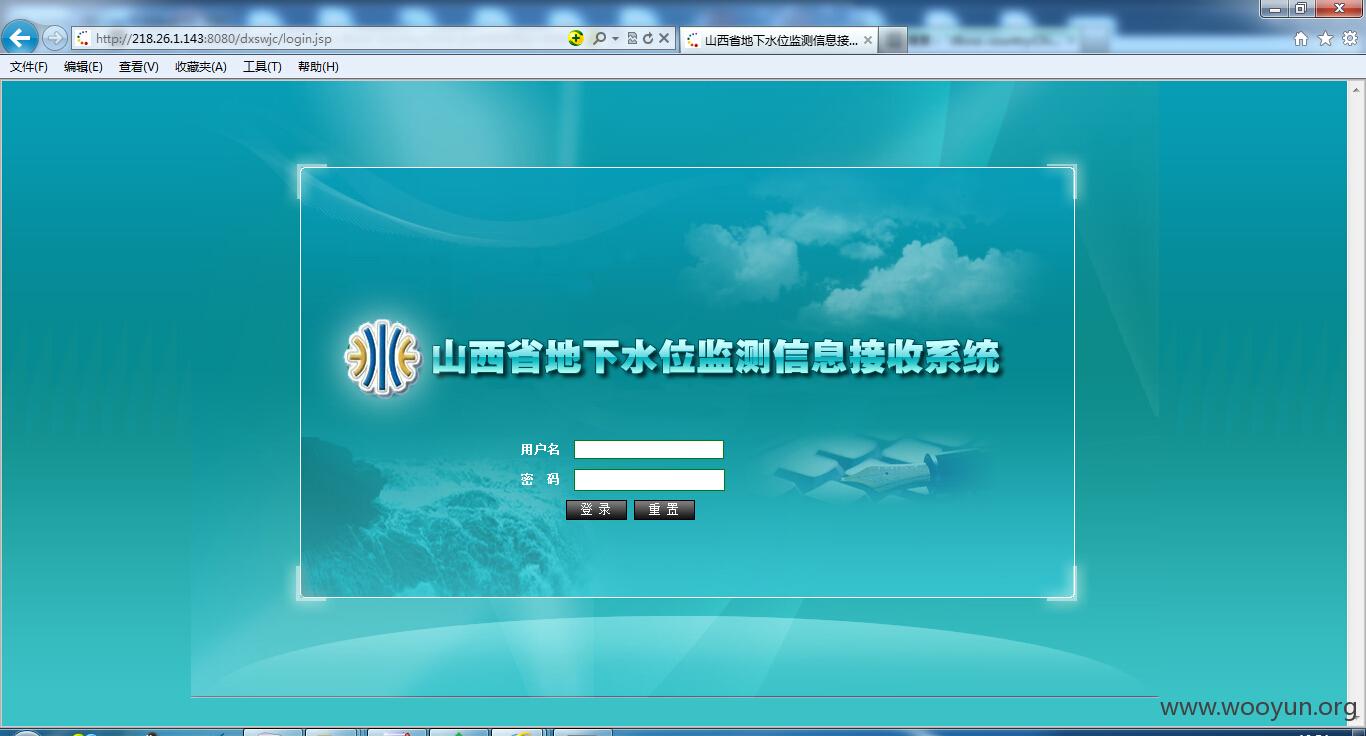 http://218.26.1.143:8080/dxswjc/login.jsp
山西省地下水位监测信息接...
文件(F) 编辑(E) 查看(V) 收藏夹(A) 工具(T) 帮助(H)
山西省地下水位监测信息接收系统
用户名
密 码
登 录 重 置
www.wooyun.org